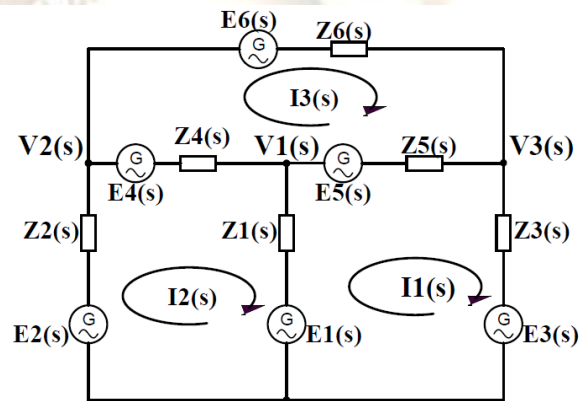 E6(s) Z6(s)
G
I3(s)
V2(s) Z4(s) V1(s) Z5(s) V3(s)
G G
E4(s) E5(s)
Z2(s) Z1(s) Z3(s)
I2(s) I1(s)
G G G
E2(s) E1(s) E3(s)